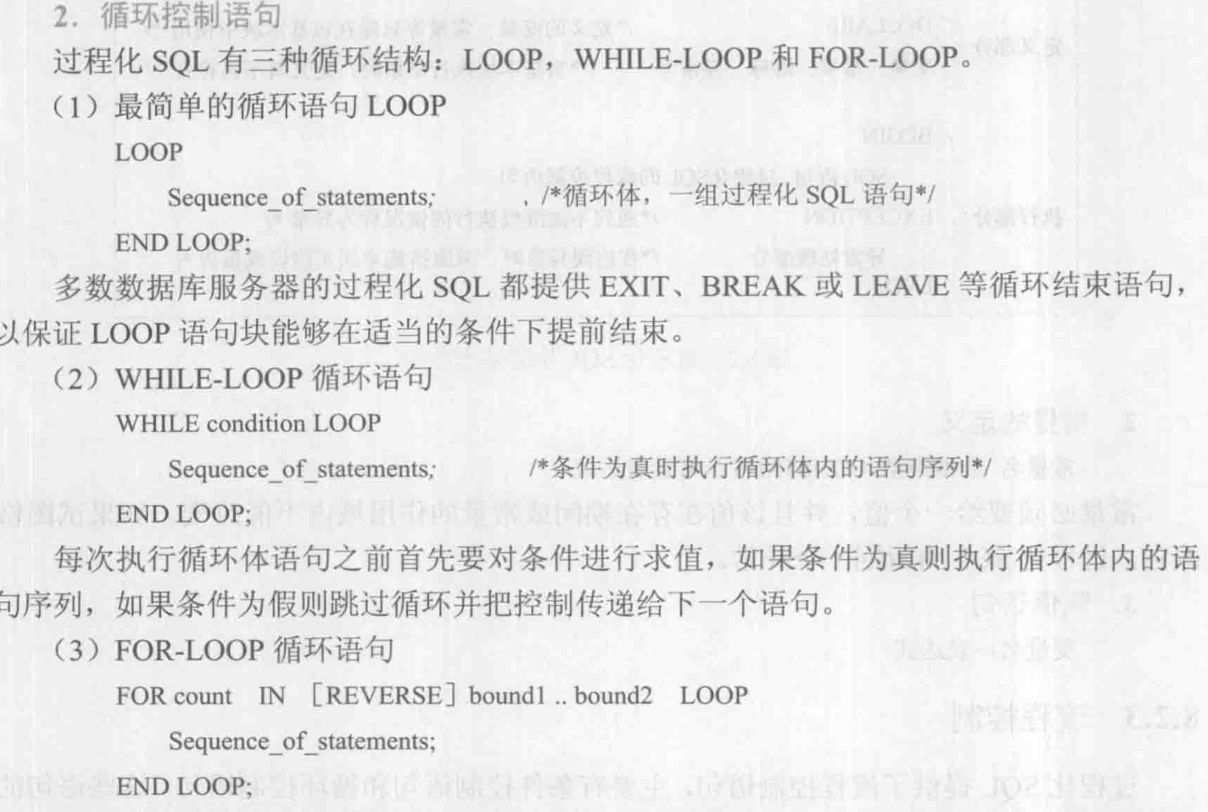 2．循环控制语句
过程化 SQL 有三种循环结构：LOOP，WHILE-LOOP 和 FOR-LOOP。
（1）最简单的循环语句 LOOP
LOOP
Sequence_of_statements; /*循环体，一组过程化 SQL 语句*/
END LOOP;
多数数据库服务器的过程化 SQL 都提供 EXIT、BREAK 或 LEAVE 等循环结束语句，
以保证 LOOP 语句块能够在适当的条件下提前结束。
（2）WHILE-LOOP 循环语句
WHILE condition LOOP
Sequence_of_statements; /*条件为真时执行循环体内的语句序列*/
END LOOP;
每次执行循环体语句之前首先要对条件进行求值，如果条件为真则执行循环体内的语
句序列，如果条件为假则跳过循环并把控制传递给下一个语句。
（3）FOR-LOOP 循环语句
FOR count IN ［REVERSE］bound1 .. bound2 LOOP
Sequence_of_statements;
END LOOP;